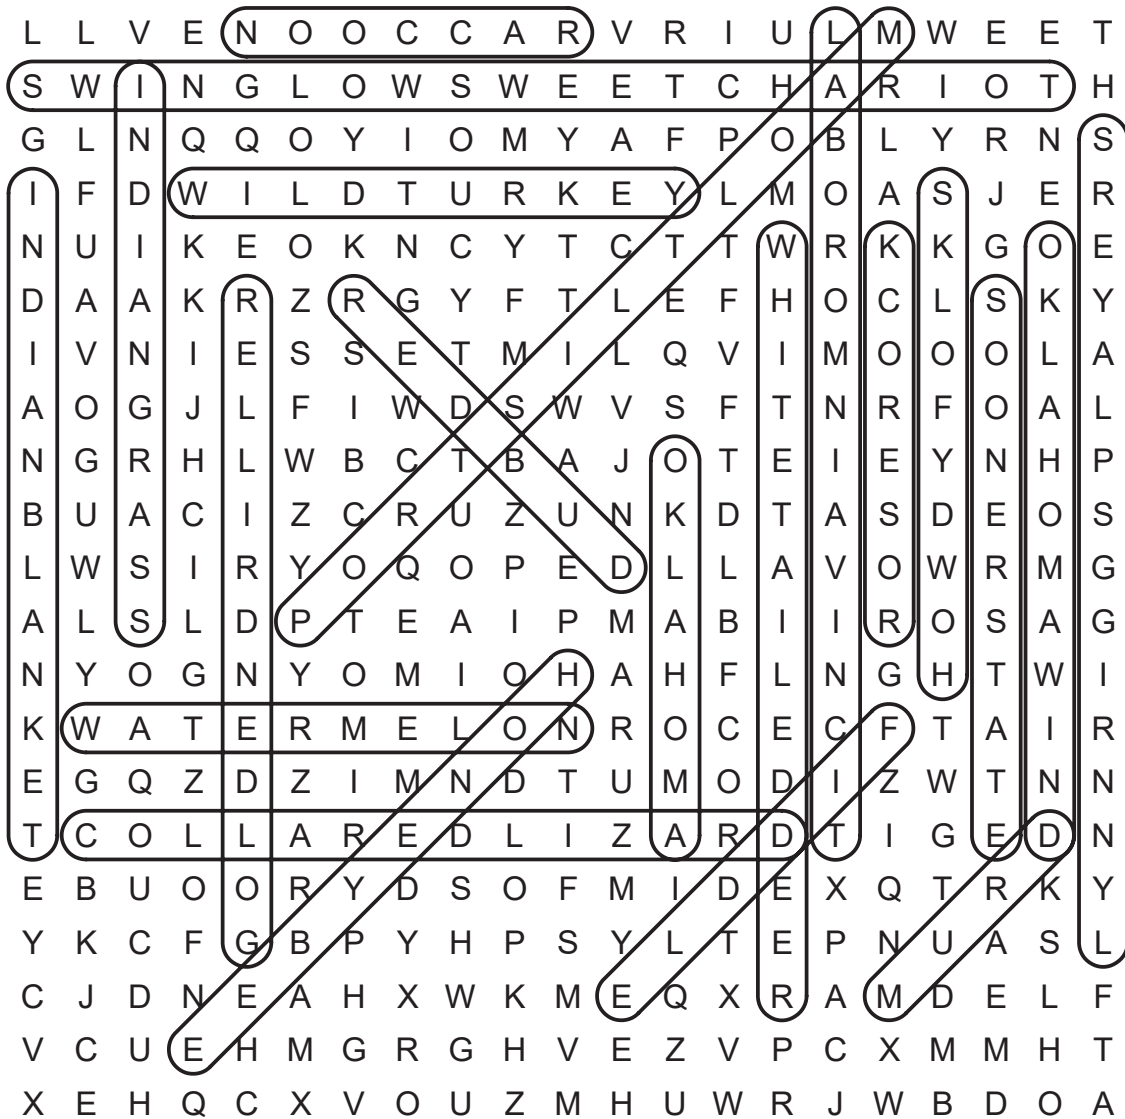 L L V E N O O C C A R V R I U L M W E E T
S W I N G L O W S W E E T C H A R I O T H
G L N Q Q O Y I O M Y A F P O B L Y R N S
I F D W I L D T U R K E Y L M O A S J E R
N U I K E O K N C Y T C T T W R K K G O E
D A A K R Z R G Y F T L E F H O C L S K Y
I V N I E S S E T M I L Q V I M O O O L A
A O G J L F I W D S W V S F T N R F O A L
N G R H L W B C T B A J O T E I E Y N H P
B U A C I Z C R U Z U N K D T A S D E O S
L W S I R Y O Q O P E D L L A V O W R M G
A L S L D P T E A I P M A B I I R O S A G
N Y O G N Y O M I O H A H F L N G H T W I
K W A T E R M E L O N R O C E C F T A I R
E G Q Z D Z I M N D T U M O D I Z W T N N
T C O L L A R E D L I Z A R D T I G E D N
E B U O O R Y D S O F M I D E X Q T R K Y
Y K C F G B P Y H P S Y L T E P N U A S L
C J D N E A H X W K M E Q X R A M D E L F
V C U E H M G R G H V E Z V P C X M M H T
X E H Q C X V O U Z M H U W R J W B D O A